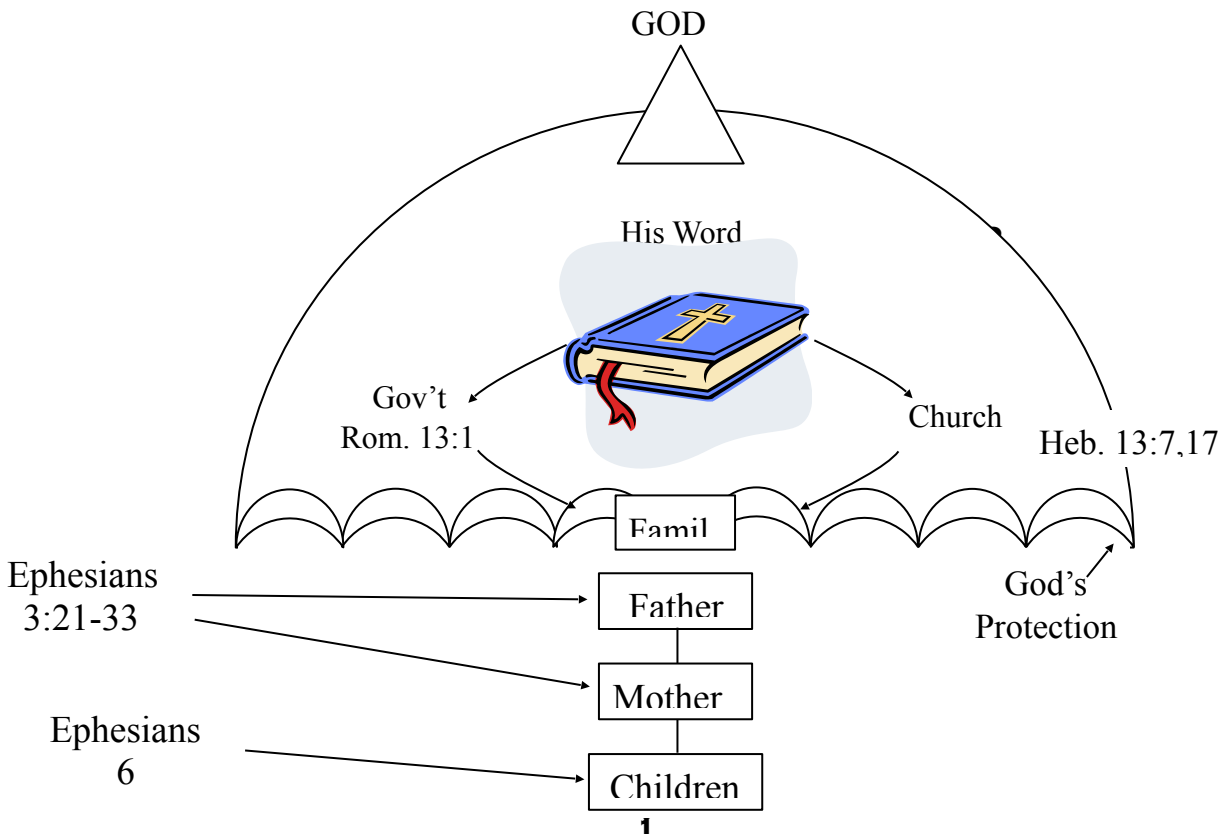 GOD
His Word
Gov't
Rom. 13:1
Church
Heb. 13:7,17
Famil
Ephesians
3:21-33
Father
God's
Protection
Mother
Ephesians
6
Children
1